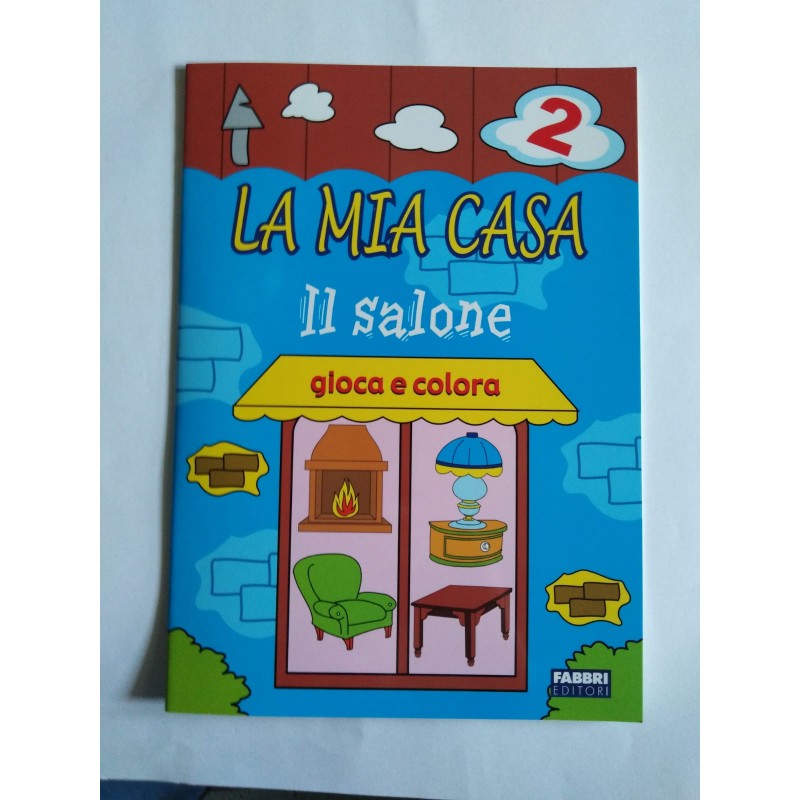 2
LA MIA CASA
Il salone
gioca e colora
FABBRI
EDITORI